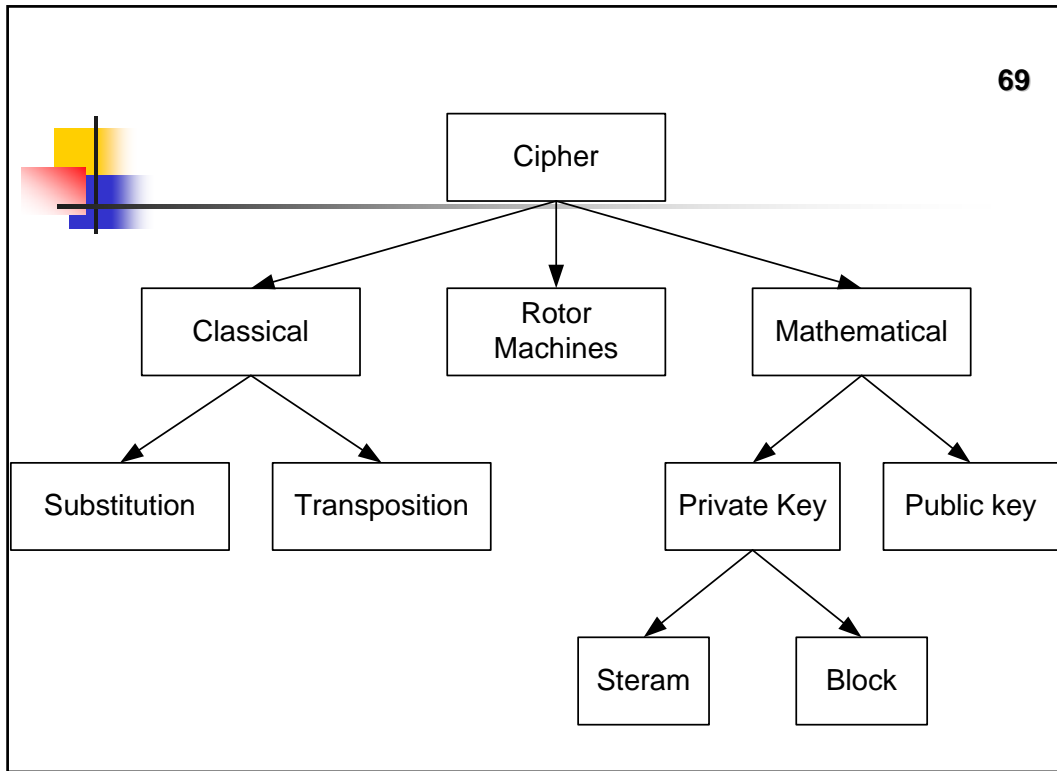 69
Cipher
Classical
Rotor
Machines
Mathematical
Substitution
Transposition
Private Key
Public key
Steram
Block